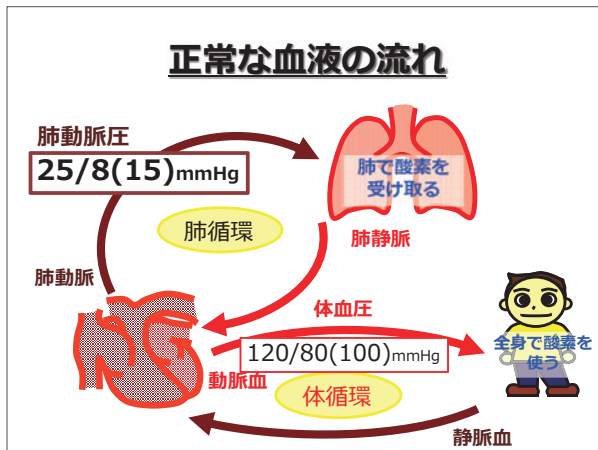 正常な血液の流れ
肺動脈圧
25/8(15)mmHg
肺で酸素を
受け取る
肺循環
肺静脈
肺動脈
体血圧
120/80(100)mmHg
全身で酸素を
使う
動脈血
体循環
静脈血